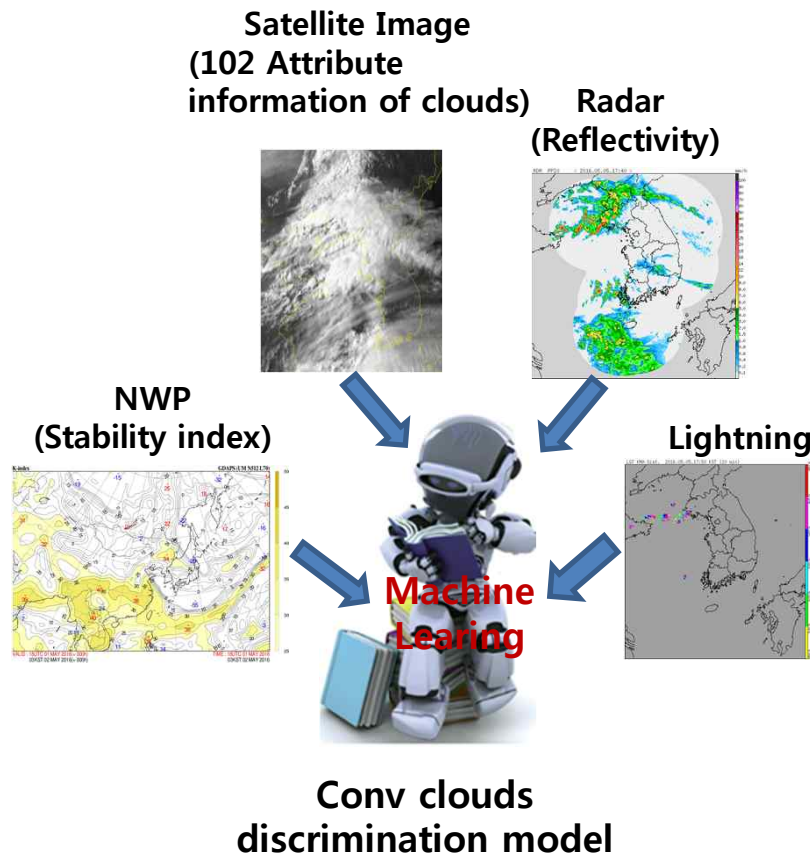 Satellite Image
(102 Attribute
information of clouds)
Radar
(Reflectivity)
NWP
(Stability index)
Lightning
K-index
Machine
Learing
Conv clouds
discrimination model